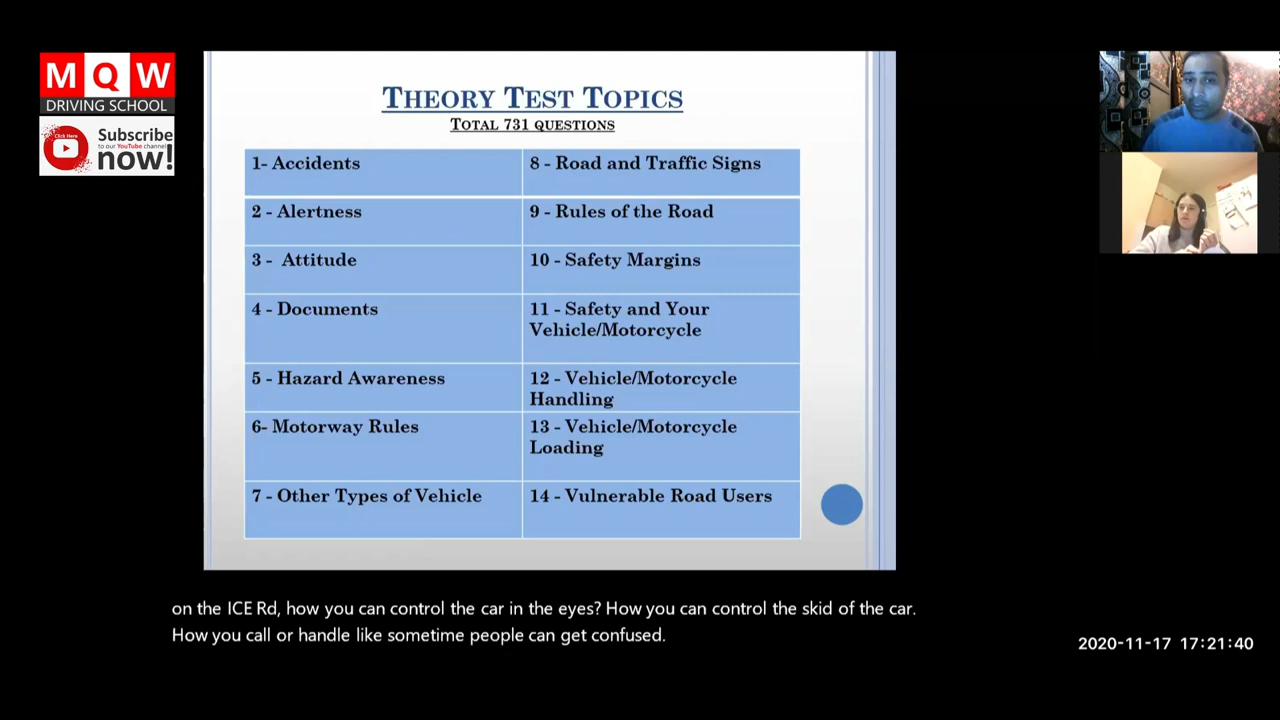 MQW
DRIVING SCHOOL
Click Here
Subscribe
to our YouTube channel
now!
THEORY TEST TOPICS
TOTAL 731 QUESTIONS
1- Accidents
8 - Road and Traffic Signs
2 - Alertness
9 - Rules of the Road
3 - Attitude
10 - Safety Margins
4 - Documents
11 - Safety and Your
Vehicle/Motorcycle
5 - Hazard Awareness
12 - Vehicle/Motorcycle
Handling
6- Motorway Rules
13 - Vehicle/Motorcycle
Loading
7 - Other Types of Vehicle
14 - Vulnerable Road Users
on the ICE Rd, how you can control the car in the eyes? How you can control the skid of the car.
How you call or handle like sometime people can get confused.
2020-11-17 17:21:40